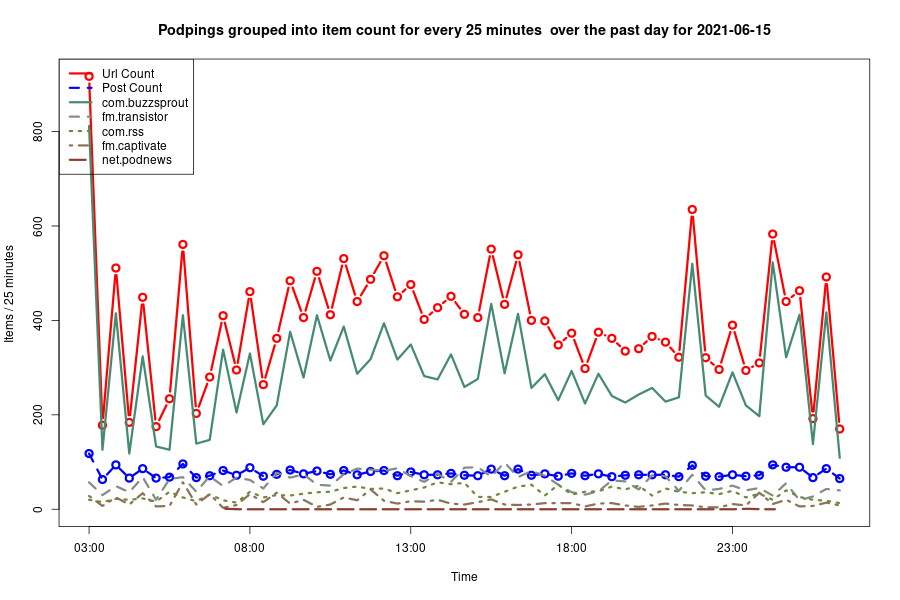 Podpings grouped into item count for every 25 minutes  over the past day for 2021-06-15
Url Count
Post Count
com.buzzsprout
fm.transistor
com.rss
fm.captivate
net.podnews
Items / 25 minutes
800
600
400
200
0
03:00 08:00 13:00 18:00 23:00
Time